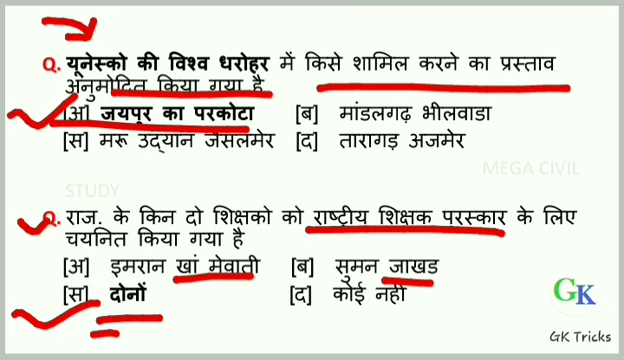 Q. यूनेस्को की विश्व धरोहर में किसे शामिल करने का प्रस्ताव
अनुमोदित किया गया है
[अ] जयपुर का परकोटा [ब] मांडलगढ़ भीलवाडा
[स] मरू उद्यान जैसलमेर [द] तारागड़ अजमेर
MEGA CIVIL
STUDY
Q. राज. के किन दो शिक्षको को राष्ट्रीय शिक्षक परस्कार के लिए
चयनित किया गया है
[अ] इमरान खां मेवाती [ब] सुमन जाखड
[स] दोनों [द] कोई नही
GK
GK Tricks